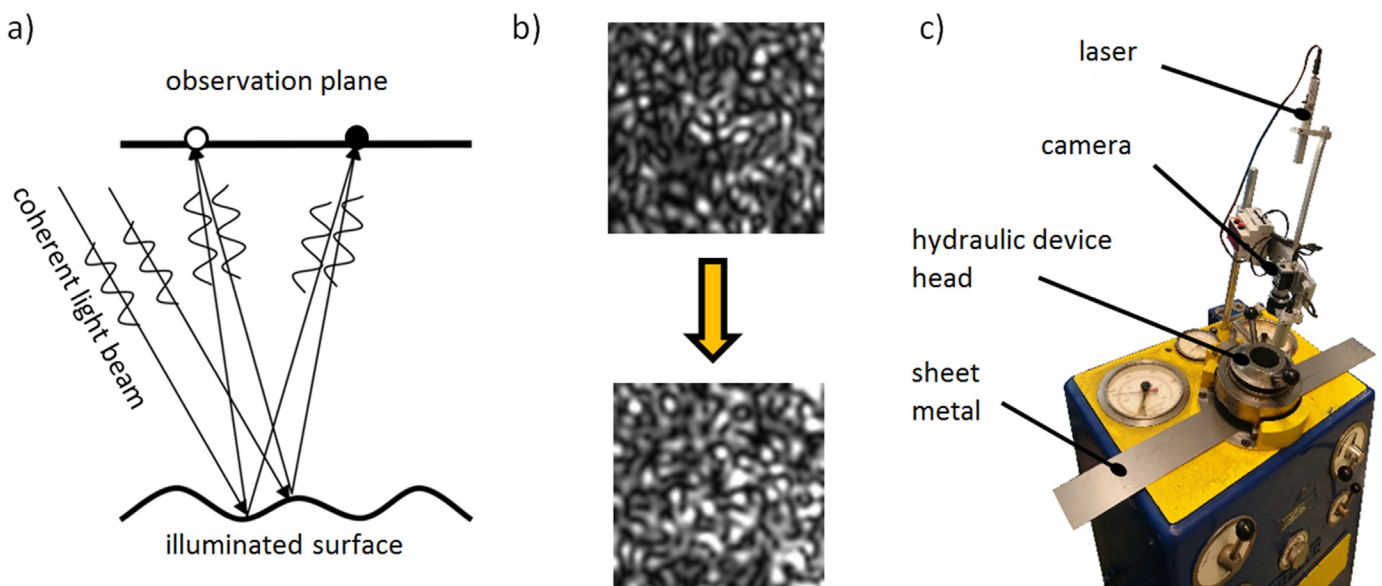 a)
observation plane
coherent light beam
illuminated surface
b)
c)
laser
camera
hydraulic device
head
sheet
metal